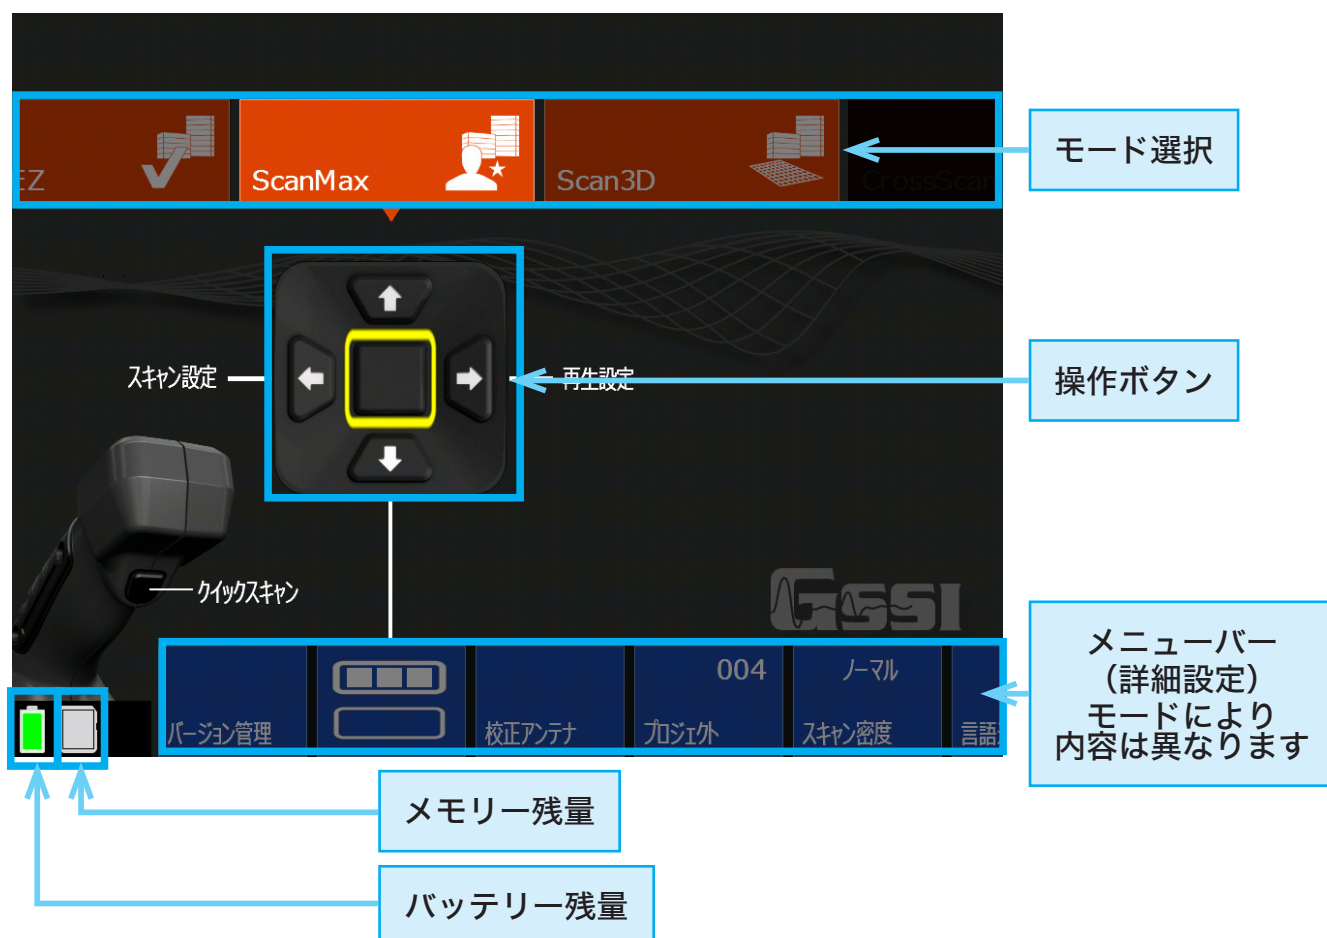 EZ
ScanMax
Scan3D
CrossScan
モード選択
スキャン設定
再生設定
操作ボタン
クイックスキャン
GSSI
メニューバー
（詳細設定）
モードにより
内容は異なります
バージョン管理
校正アンテナ
004
プロジェクト
ノーマル
スキャン密度
言語
メモリー残量
バッテリー残量